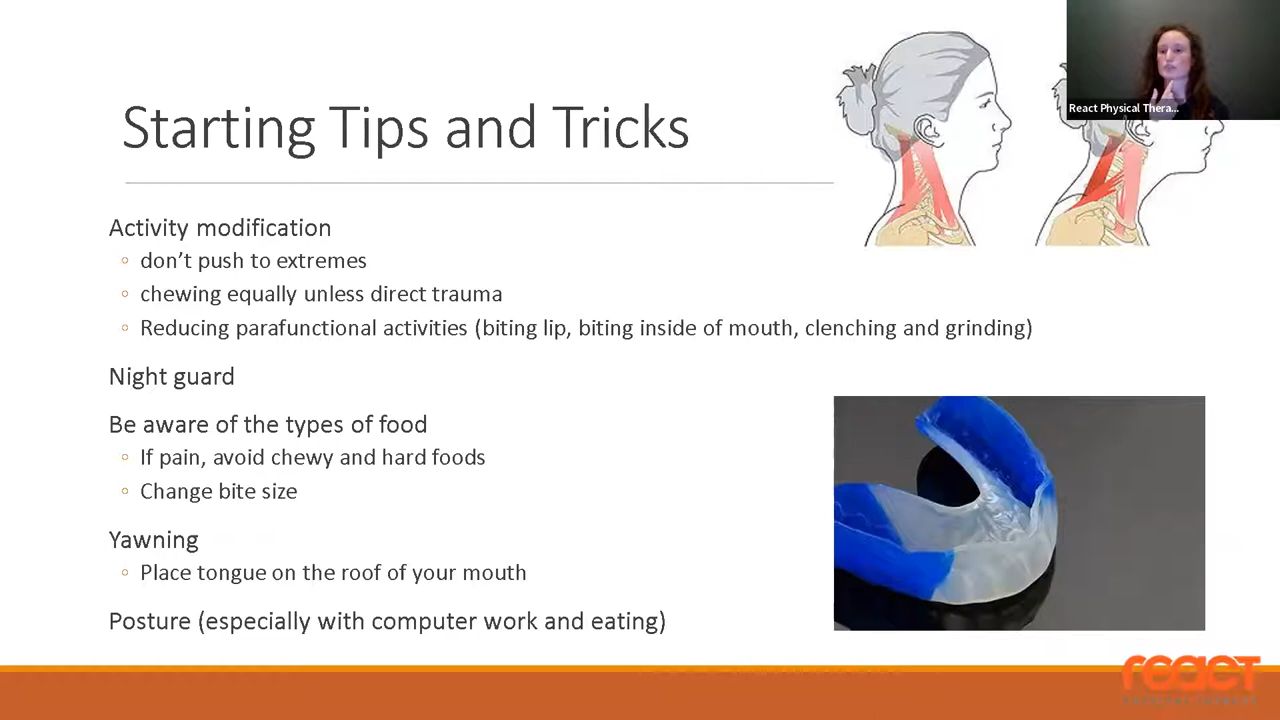 Starting Tips and Tricks
React Physical Thera...
Activity modification
◦ don't push to extremes
◦ chewing equally unless direct trauma
◦ Reducing parafunctional activities (biting lip, biting inside of mouth, clenching and grinding)
Night guard
Be aware of the types of food
◦ If pain, avoid chewy and hard foods
◦ Change bite size
Yawning
◦ Place tongue on the roof of your mouth
Posture (especially with computer work and eating)
react